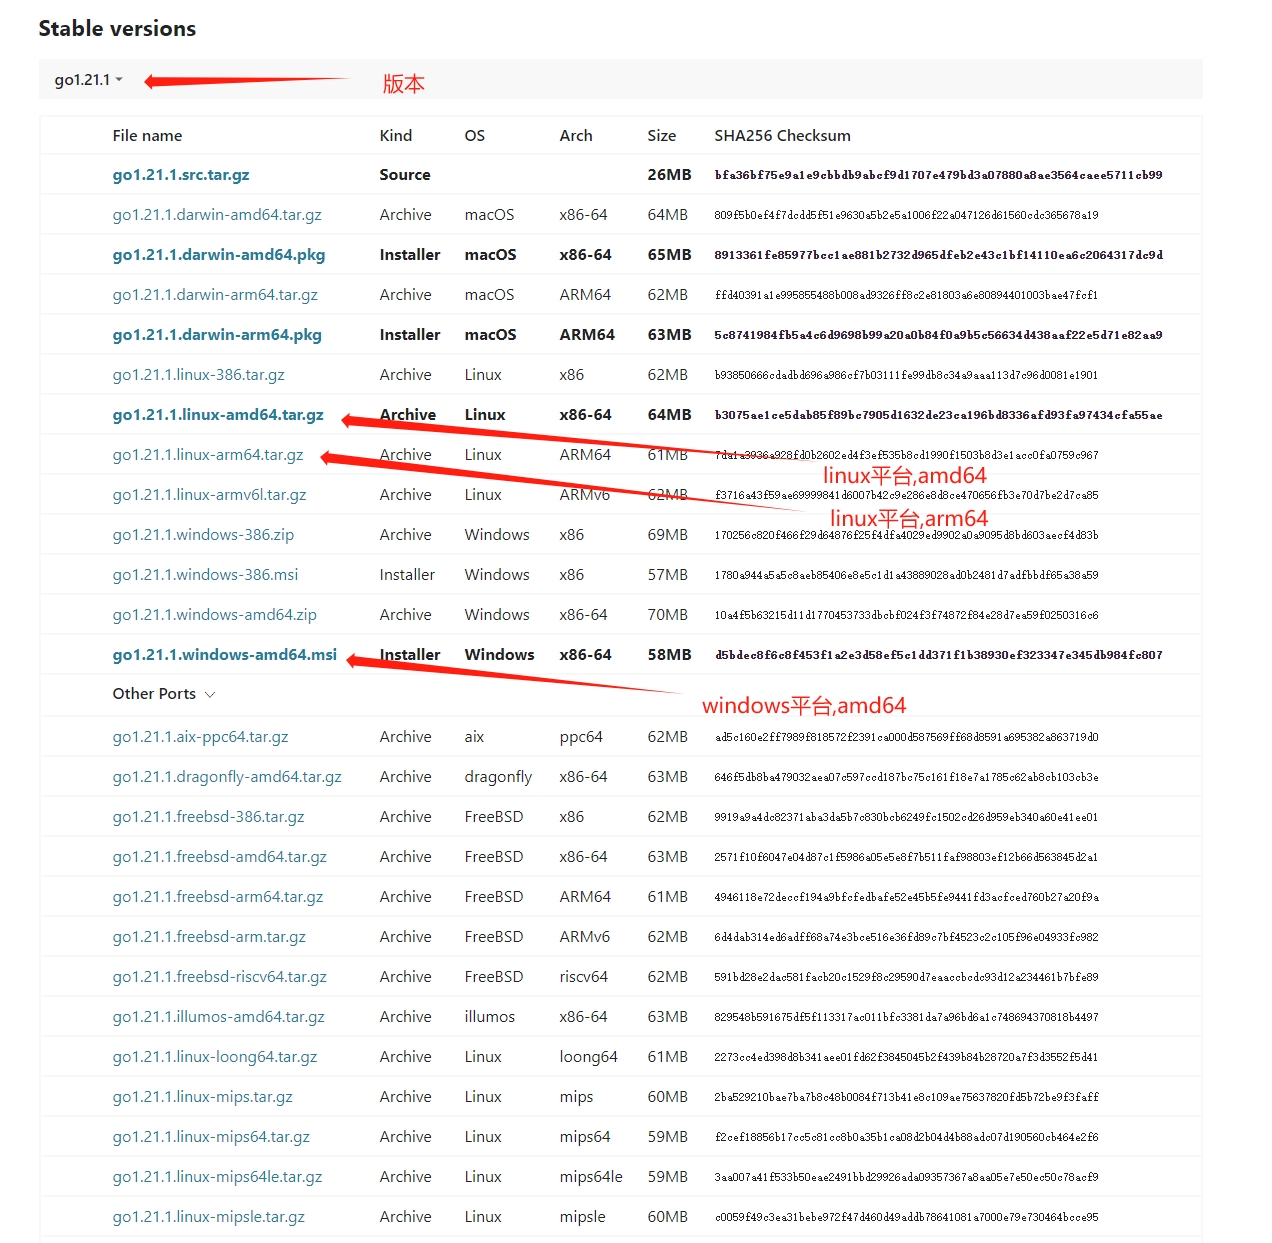 Stable versions
go1.21.1
版本
File name Kind OS Arch Size SHA256 Checksum
go1.21.1.src.tar.gz Source 26MB bfa36bf75e9a1e9cbbdb9abcf9d1707e479bd3a07880a8ae3564caee5711cb99
go1.21.1.darwin-amd64.tar.gz Archive macOS x86-64 64MB 809f5b0ef4f7dcdd5f51e9630a5b2e5a1006f22a047126d61560cdc365678a19
go1.21.1.darwin-amd64.pkg Installer macOS x86-64 65MB 8913361fe85977bcc1ae881b2732d965dfeb2e43c1bf14110ea6c2064317dc9d
go1.21.1.darwin-arm64.tar.gz Archive macOS ARM64 62MB ffd40391a1e995855488b008ad9326ff8c2e81803a6e80894401003bae47fcf1
go1.21.1.darwin-arm64.pkg Installer macOS ARM64 63MB 5c8741984fb5a4c6d9698b99a20a0b84f0a9b5c56634d438aaf22e5d71e82aa9
go1.21.1.linux-386.tar.gz Archive Linux x86 62MB b93850666cdadbd696a986cf7b03111fe99db8c34a9aaa113d7c96d0081e1901
go1.21.1.linux-amd64.tar.gz Archive Linux x86-64 64MB b3075ae1ce5dab85f89bc7905d1632de23ca196bd8336afd93fa97434cfa55ae
go1.21.1.linux-arm64.tar.gz Archive Linux ARM64 61MB 7da1a3936a928fd0b2602ed4f3ef535b8cd1990f1503b8d3e1acc0fa0759c967
linux平台,amd64
go1.21.1.linux-armv6l.tar.gz Archive Linux ARMv6 62MB f3716a43f59ae69999841d6007b42c9e286e8d8ce470656fb3e70d7be2d7ca85
linux平台,arm64
go1.21.1.windows-386.zip Archive Windows x86 69MB 170256c820f466f29d64876f25f4dfa4029ed9902a0a9095d8bd603aecf4d83b
go1.21.1.windows-386.msi Installer Windows x86 57MB 1780a944a5a5c8aeb85406e8e5c1d1a43889028ad0b2481d7adfbbdf65a38a59
go1.21.1.windows-amd64.zip Archive Windows x86-64 70MB 10a4f5b63215d11d1770453733dbcbf024f3f74872f84e28d7ea59f0250316c6
go1.21.1.windows-amd64.msi Installer Windows x86-64 58MB d5bdec8f6c8f453f1a2e3d58ef5c1dd371f1b38930ef323347e345db984fc807
Other Ports
windows平台,amd64
go1.21.1.aix-ppc64.tar.gz Archive aix ppc64 62MB ad5c160e2ff7989f818572f2391ca000d587569ff68d8591a695382a863719d0
go1.21.1.dragonfly-amd64.tar.gz Archive dragonfly x86-64 63MB 646f5db8ba479032aea07c597ccd187bc75c161f18e7a1785c62ab8cb103cb3e
go1.21.1.freebsd-386.tar.gz Archive FreeBSD x86 62MB 9919a9a4dc82371aba3da5b7c830bcb6249fc1502cd26d959eb340a60e41ee01
go1.21.1.freebsd-amd64.tar.gz Archive FreeBSD x86-64 63MB 2571f10f6047e04d87c1f5986a05e5e8f7b511faf98803ef12b66d563845d2a1
go1.21.1.freebsd-arm64.tar.gz Archive FreeBSD ARM64 61MB 4946118e72deccf194a9bfcfedbafe52e45b5fe9441fd3acfced760b27a20f9a
go1.21.1.freebsd-arm.tar.gz Archive FreeBSD ARMv6 62MB 6d4dab314ed6adff68a74e3bce516e36fd89c7bf4523c2c105f96e04933fc982
go1.21.1.freebsd-riscv64.tar.gz Archive FreeBSD riscv64 62MB 591bd28e2dac581facb20c1529f8c29590d7eaaccbcdc93d12a234461b7bfe89
go1.21.1.illumos-amd64.tar.gz Archive illumos x86-64 63MB 829548b591675df5f113317ac011bfc3381da7a96bd6a1c748694370818b4497
go1.21.1.linux-loong64.tar.gz Archive Linux loong64 61MB 2273cc4ed398d8b341aee01fd62f3845045b2f439b84b28720a7f3d3552f5d41
go1.21.1.linux-mips.tar.gz Archive Linux mips 60MB 2ba529210bae7ba7b8c48b0084f713b41e8c109ae75637820fd5b72be9f3faff
go1.21.1.linux-mips64.tar.gz Archive Linux mips64 59MB f2cef18856b17cc5c81cc8b0a35b1ca08d2b04d4b88adc07d190560cb464e2f6
go1.21.1.linux-mips64le.tar.gz Archive Linux mips64le 59MB 3aa007a41f533b50eae2491bbd29926ada09357367a8aa05e7e50ec50c78acf9
go1.21.1.linux-mipsle.tar.gz Archive Linux mipsle 60MB c0059f49c3ea31bebe972f47d460d49addb78641081a7000e79e730464bcce95